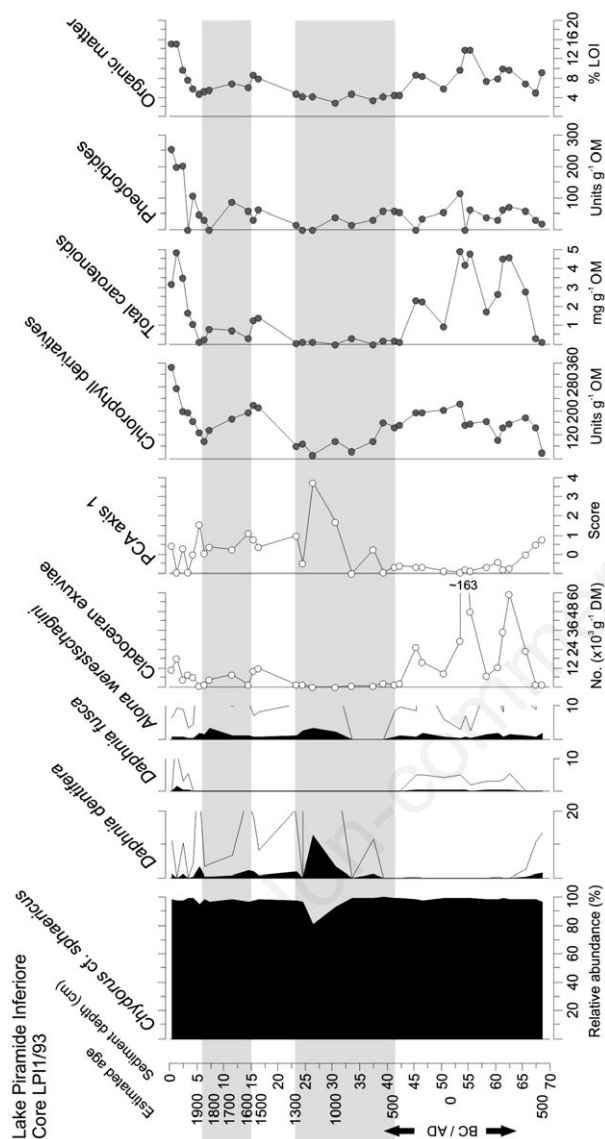 Lake Piramide Inferiore
Core LPI1/93
Estimated age
Sediment depth (cm)
Chydorus cf. sphaericus
Daphnia dentifera
Daphnia fusca
Alona werestschagini
Cladoceran exuviae
PCA axis 1
Chlorophyll derivatives
Total carotenoids
Pheoforbides
Organic matter
0
5
10
15
20
25
30
35
40
45
50
55
60
65
70
1900
1800
1700
1600
1500
1300
1000
500
0
500
BC / AD
~163
20 40 60 80 100
Relative abundance (%)
20
10
10
12 24 36 48 60
No. (x10³ g⁻¹ DM)
0 1 2 3 4
Score
120 200 280 360
Units g⁻¹ OM
1 2 3 4 5
mg g⁻¹ OM
100 200 300
Units g⁻¹ OM
4 8 12 16 20
% LOI